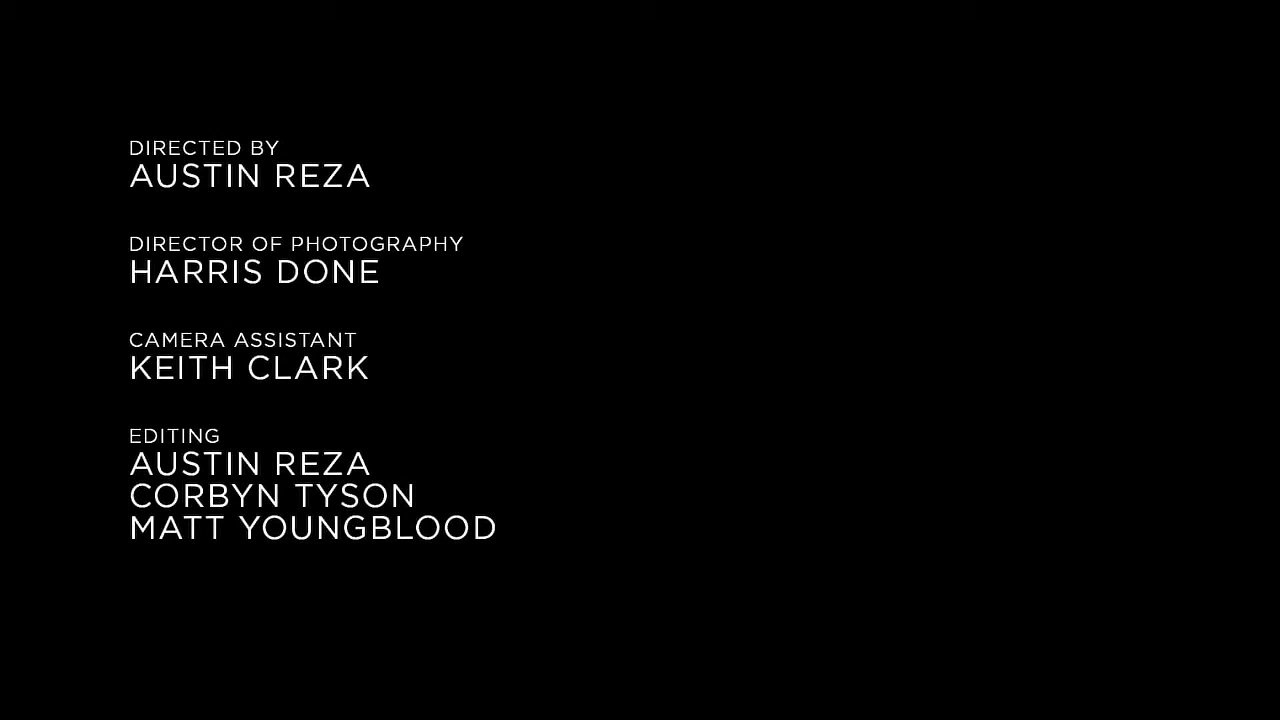 DIRECTED BY
AUSTIN REZA
DIRECTOR OF PHOTOGRAPHY
HARRIS DONE
CAMERA ASSISTANT
KEITH CLARK
EDITING
AUSTIN REZA
CORBYN TYSON
MATT YOUNGBLOOD